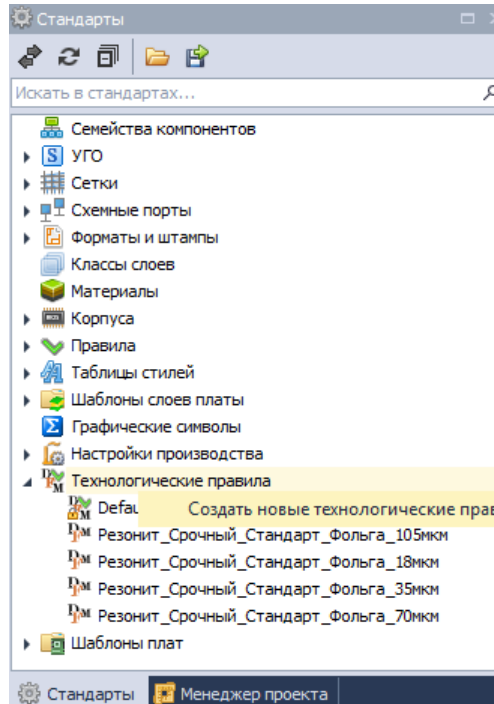 Стандарты
Искать в стандартах...
Семейства компонентов
УГО
Сетки
Схемные порты
Форматы и штампы
Классы слоев
Материалы
Корпуса
Правила
Таблицы стилей
Шаблоны слоев платы
Графические символы
Настройки производства
Технологические правила
Создать новые технологические
Резонит_Срочный_Стандарт_Фольга_105мкм
Резонит_Срочный_Стандарт_Фольга_18мкм
Резонит_Срочный_Стандарт_Фольга_35мкм
Резонит_Срочный_Стандарт_Фольга_70мкм
Шаблоны плат
Стандарты Менеджер проекта